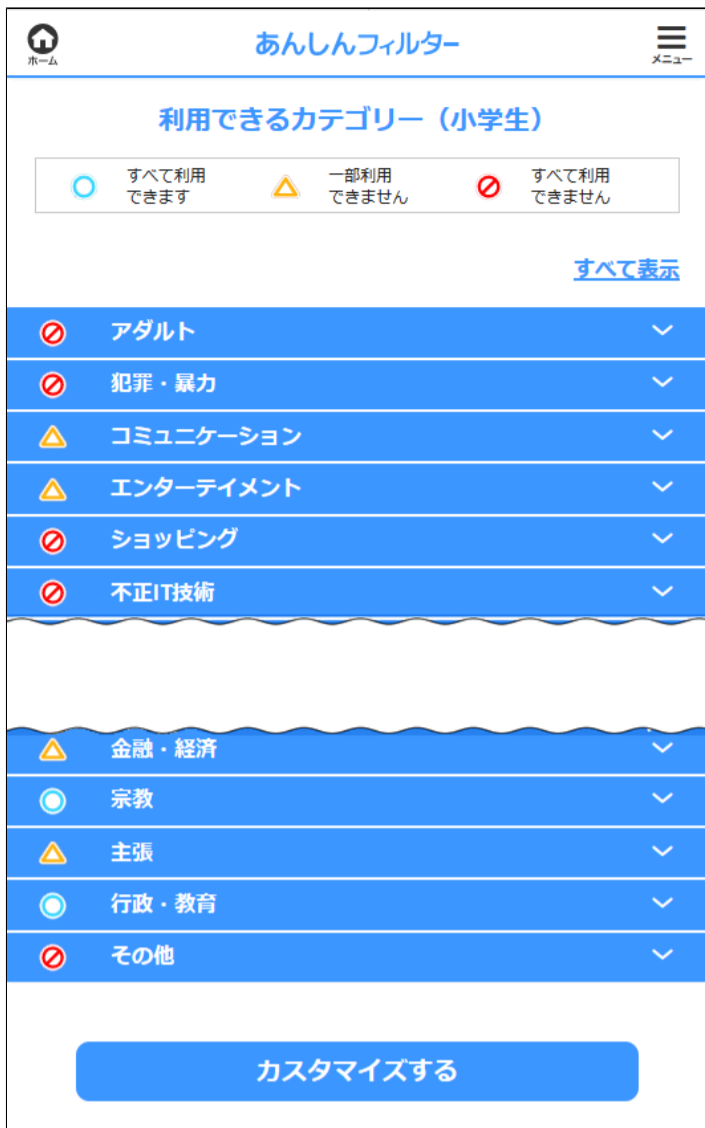 ホーム
あんしんフィルター
メニュー
利用できるカテゴリー（小学生）
すべて利用
できます
一部利用
できません
すべて利用
できません
すべて表示
アダルト
犯罪・暴力
コミュニケーション
エンターテイメント
ショッピング
不正IT技術
金融・経済
宗教
主張
行政・教育
その他
カスタマイズする